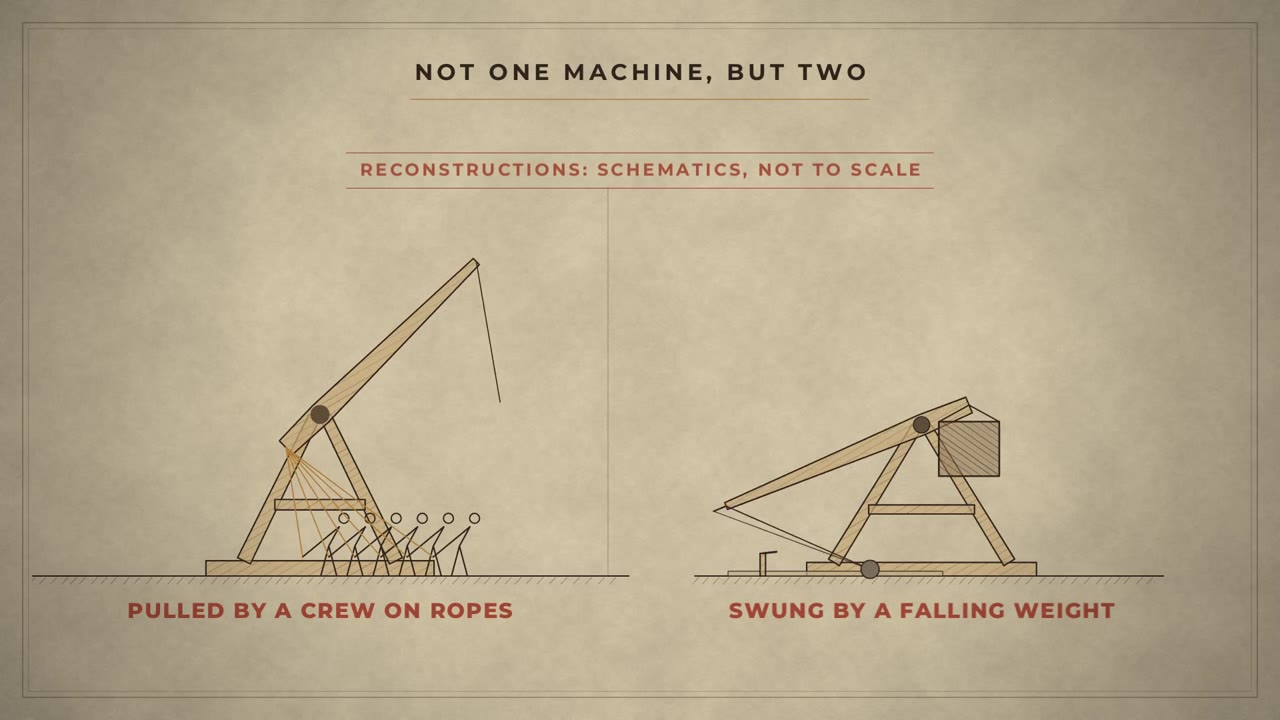 NOT ONE MACHINE, BUT TWO
RECONSTRUCTIONS: SCHEMATICS, NOT TO SCALE
PULLED BY A CREW ON ROPES
SWUNG BY A FALLING WEIGHT